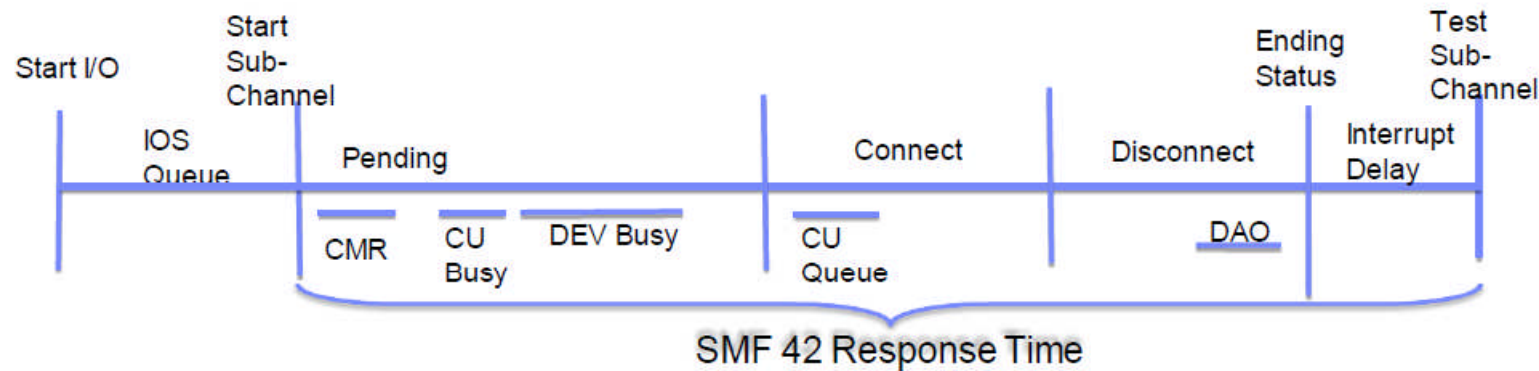 Start I/O
Start
Sub-
Channel
Ending
Status
Test
Sub-
Channel
IOS
Queue
Pending
Connect
Disconnect
Interrupt
Delay
CMR
CU
Busy
DEV Busy
CU
Queue
DAO
SMF 42 Response Time